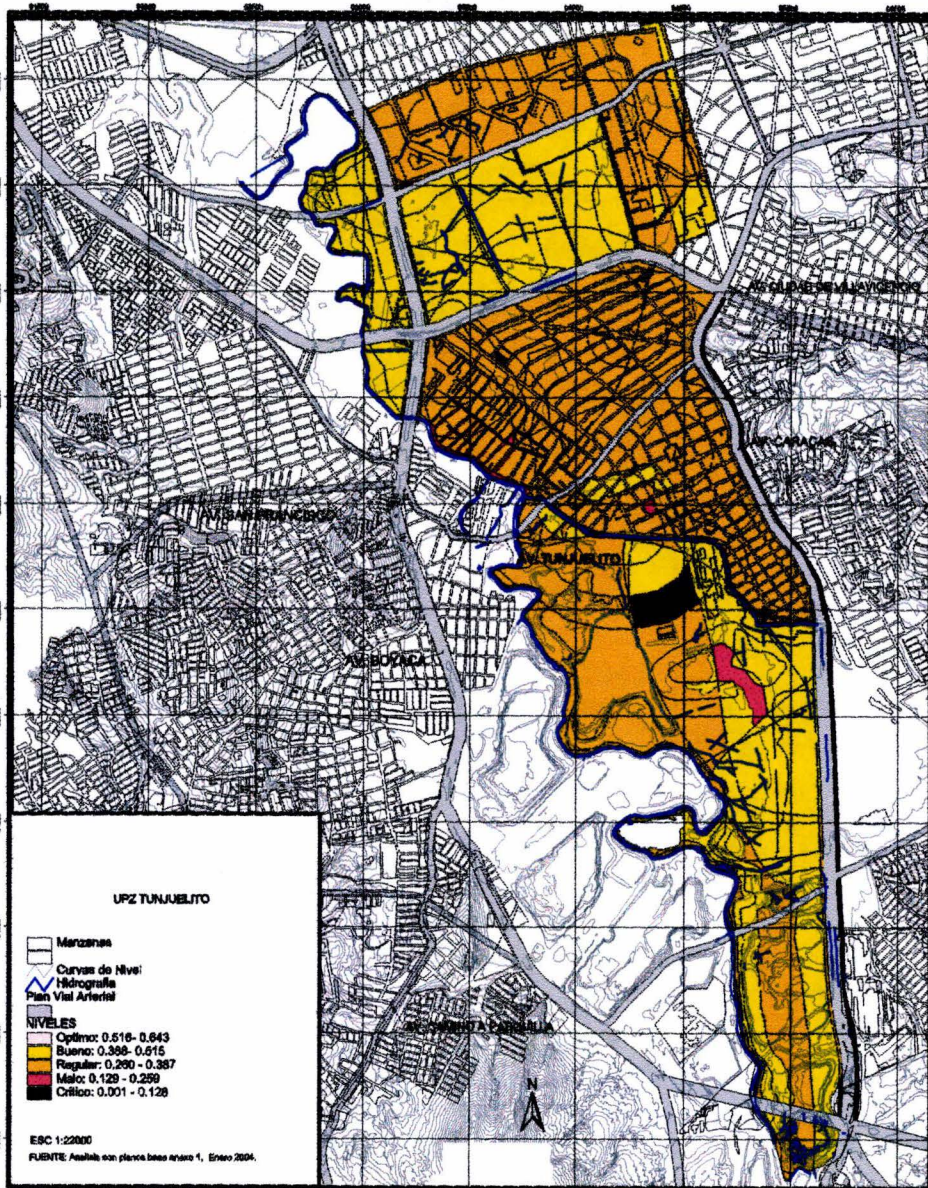 AV. CIUDAD DE VILLAVICENCIO
AV. CARACAS
AV. SAN FRANCISCO
TUNJUELITO
AV. BOYACA
UPZ TUNJUELITO
Manzanas
Curvas de Nivel
Hidrografia
Plan Vial Arterial
NIVELES
Optimo: 0.516- 0.643
Bueno: 0.388- 0.515
Regular: 0.260 - 0.387
Malo: 0.129 - 0.259
Crítico: 0.001 - 0.128
N
ESC 1:22000
FUENTE: Analisis con planos base anexo 1, Enero 2004.